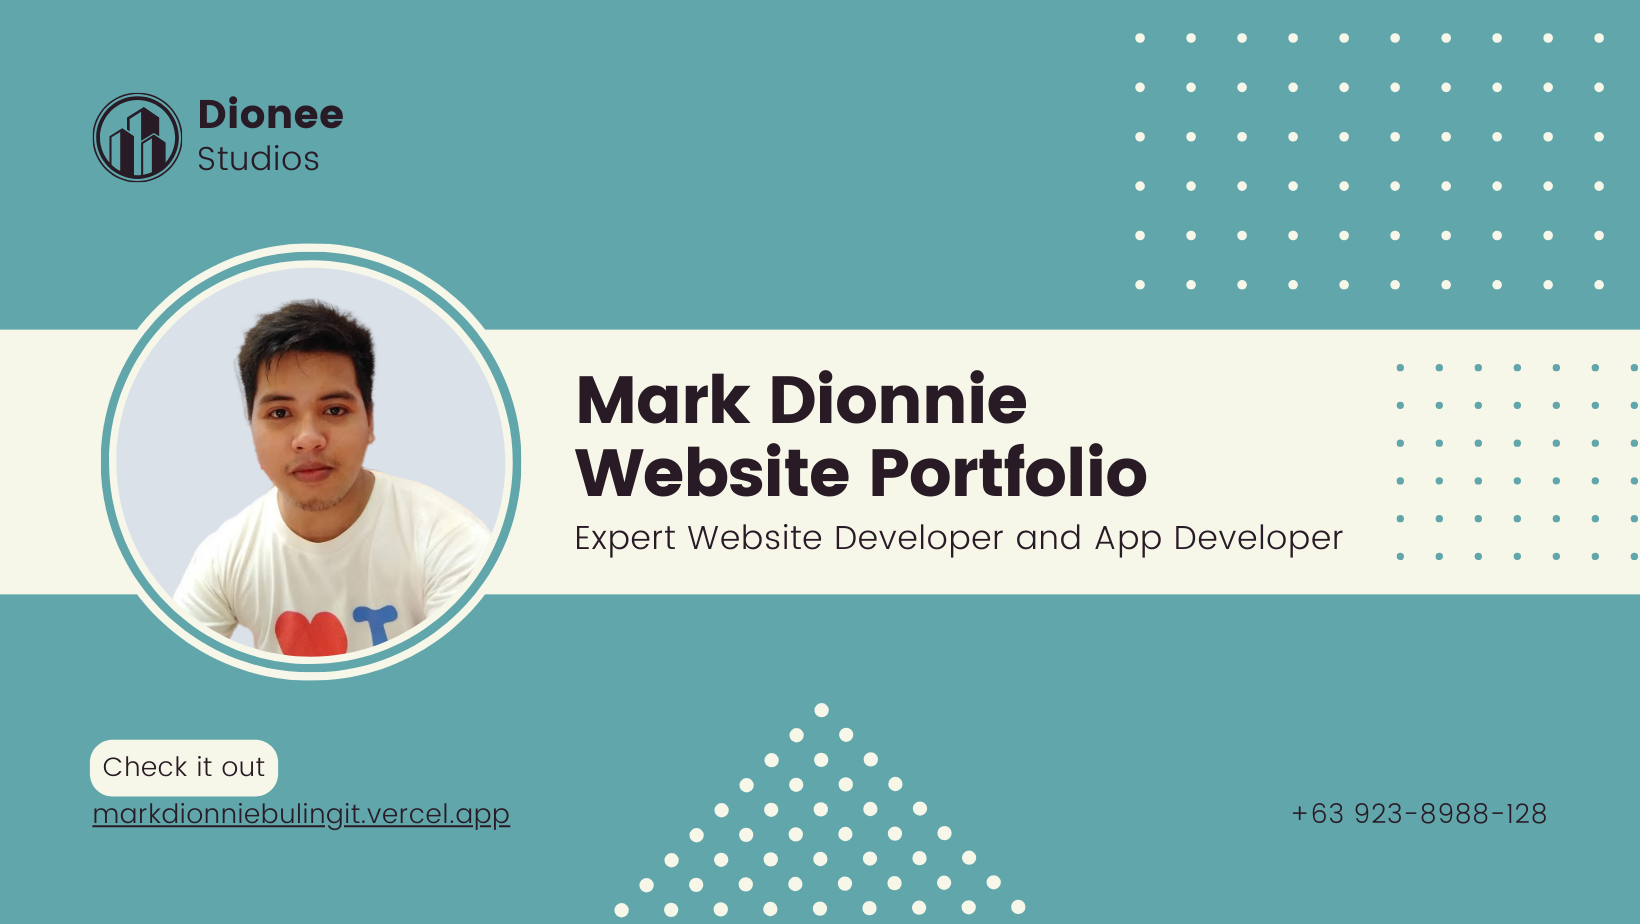 Dionee
Studios
Mark Dionnie
Website Portfolio
Expert Website Developer and App Developer
Check it out
markdionniebulingit.vercel.app
+63 923-8988-128